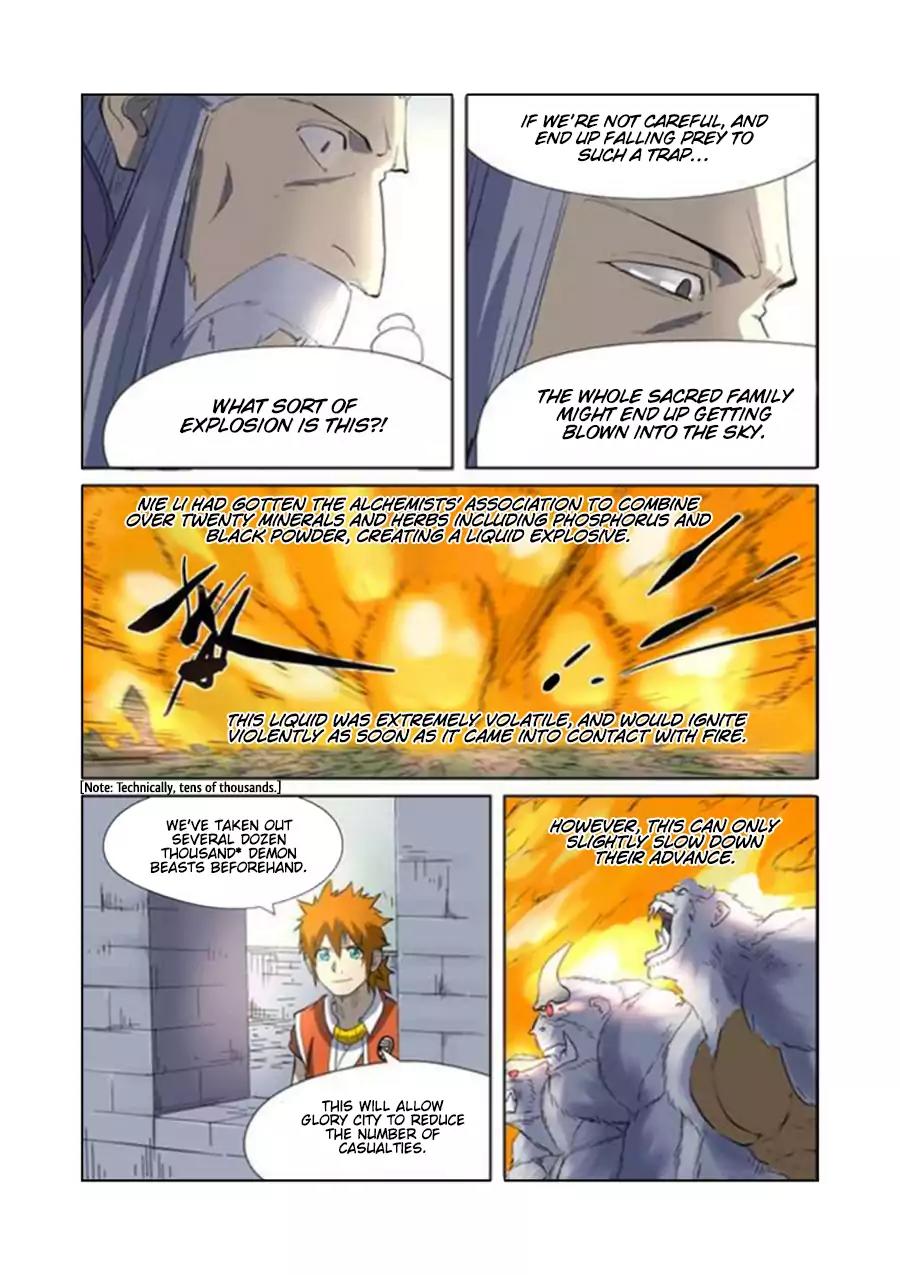 WHAT SORT OF
EXPLOSION IS THIS?!
IF WE'RE NOT CAREFUL, AND
END UP FALLING PREY TO
SUCH A TRAP...
THE WHOLE SACRED FAMILY
MIGHT END UP GETTING
BLOWN INTO THE SKY.
NIE LI HAD GOTTEN THE ALCHEMISTS' ASSOCIATION TO COMBINE
OVER TWENTY MINERALS AND HERBS INCLUDING PHOSPHORUS AND
BLACK POWDER, CREATING A LIQUID EXPLOSIVE.
THIS LIQUID WAS EXTREMELY VOLATILE, AND WOULD IGNITE
VIOLENTLY AS SOON AS IT CAME INTO CONTACT WITH FIRE.
[Note: Technically, tens of thousands.]
WE'VE TAKEN OUT
SEVERAL DOZEN
THOUSAND* DEMON
BEASTS BEFOREHAND.
THIS WILL ALLOW
GLORY CITY TO REDUCE
THE NUMBER OF
CASUALTIES.
HOWEVER, THIS CAN ONLY
SLIGHTLY SLOW DOWN
THEIR ADVANCE.